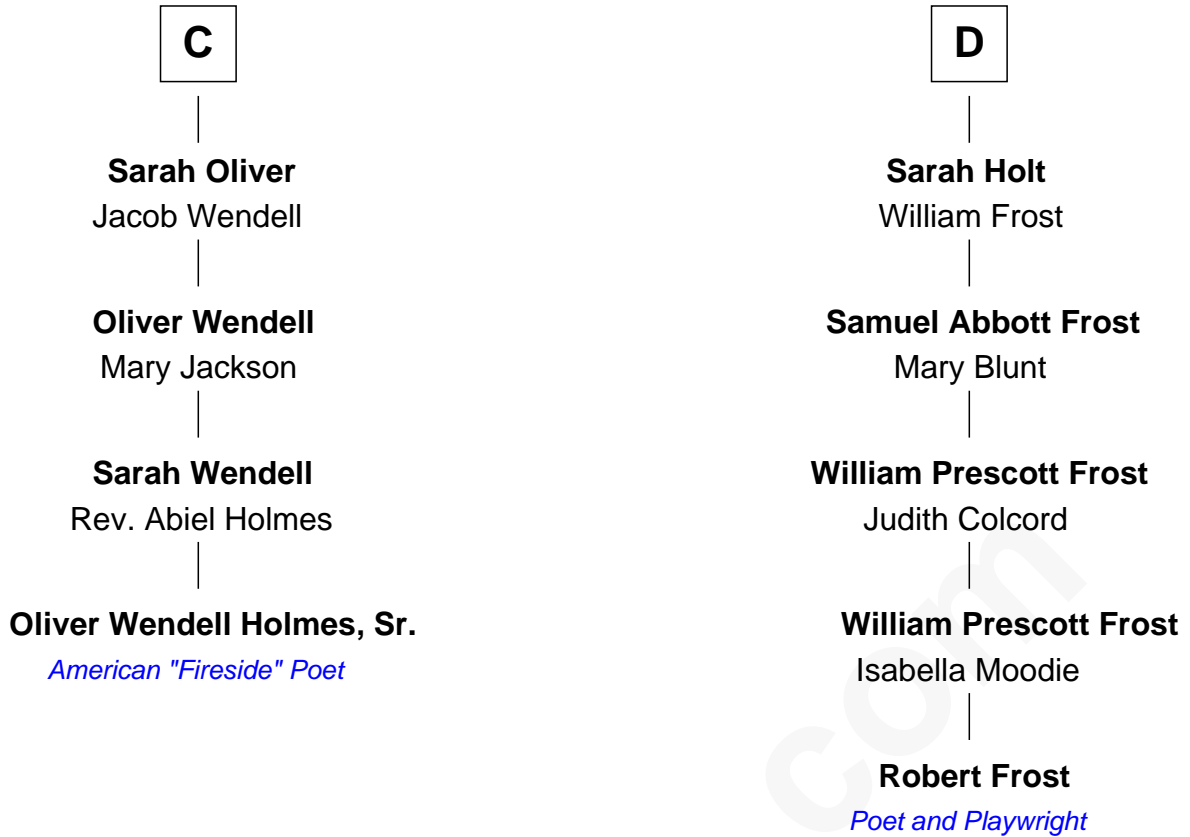 C
Sarah Oliver
Jacob Wendell
Oliver Wendell
Mary Jackson
Sarah Wendell
Rev. Abiel Holmes
Oliver Wendell Holmes, Sr.
American "Fireside" Poet
D
Sarah Holt
William Frost
Samuel Abbott Frost
Mary Blunt
William Prescott Frost
Judith Colcord
William Prescott Frost
Isabella Moodie
Robert Frost
Poet and Playwright
com